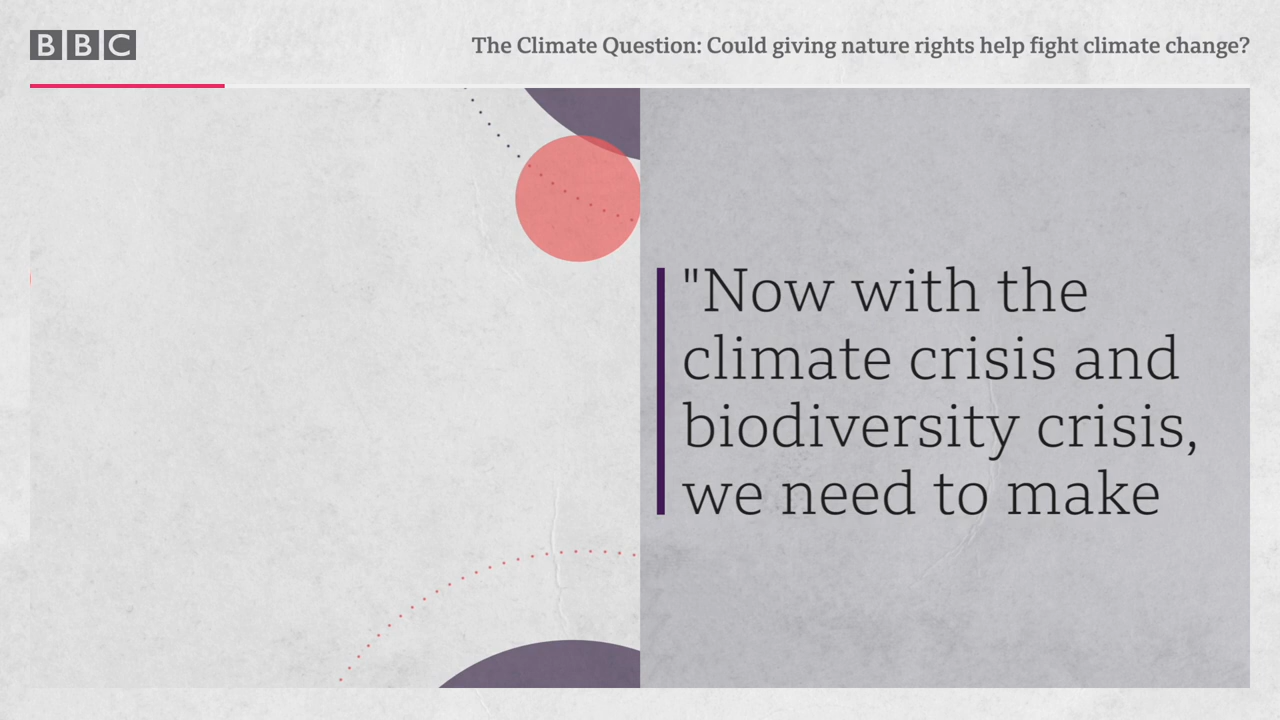 BBC
The Climate Question: Could giving nature rights help fight climate change?
"Now with the
climate crisis and
biodiversity crisis,
we need to make